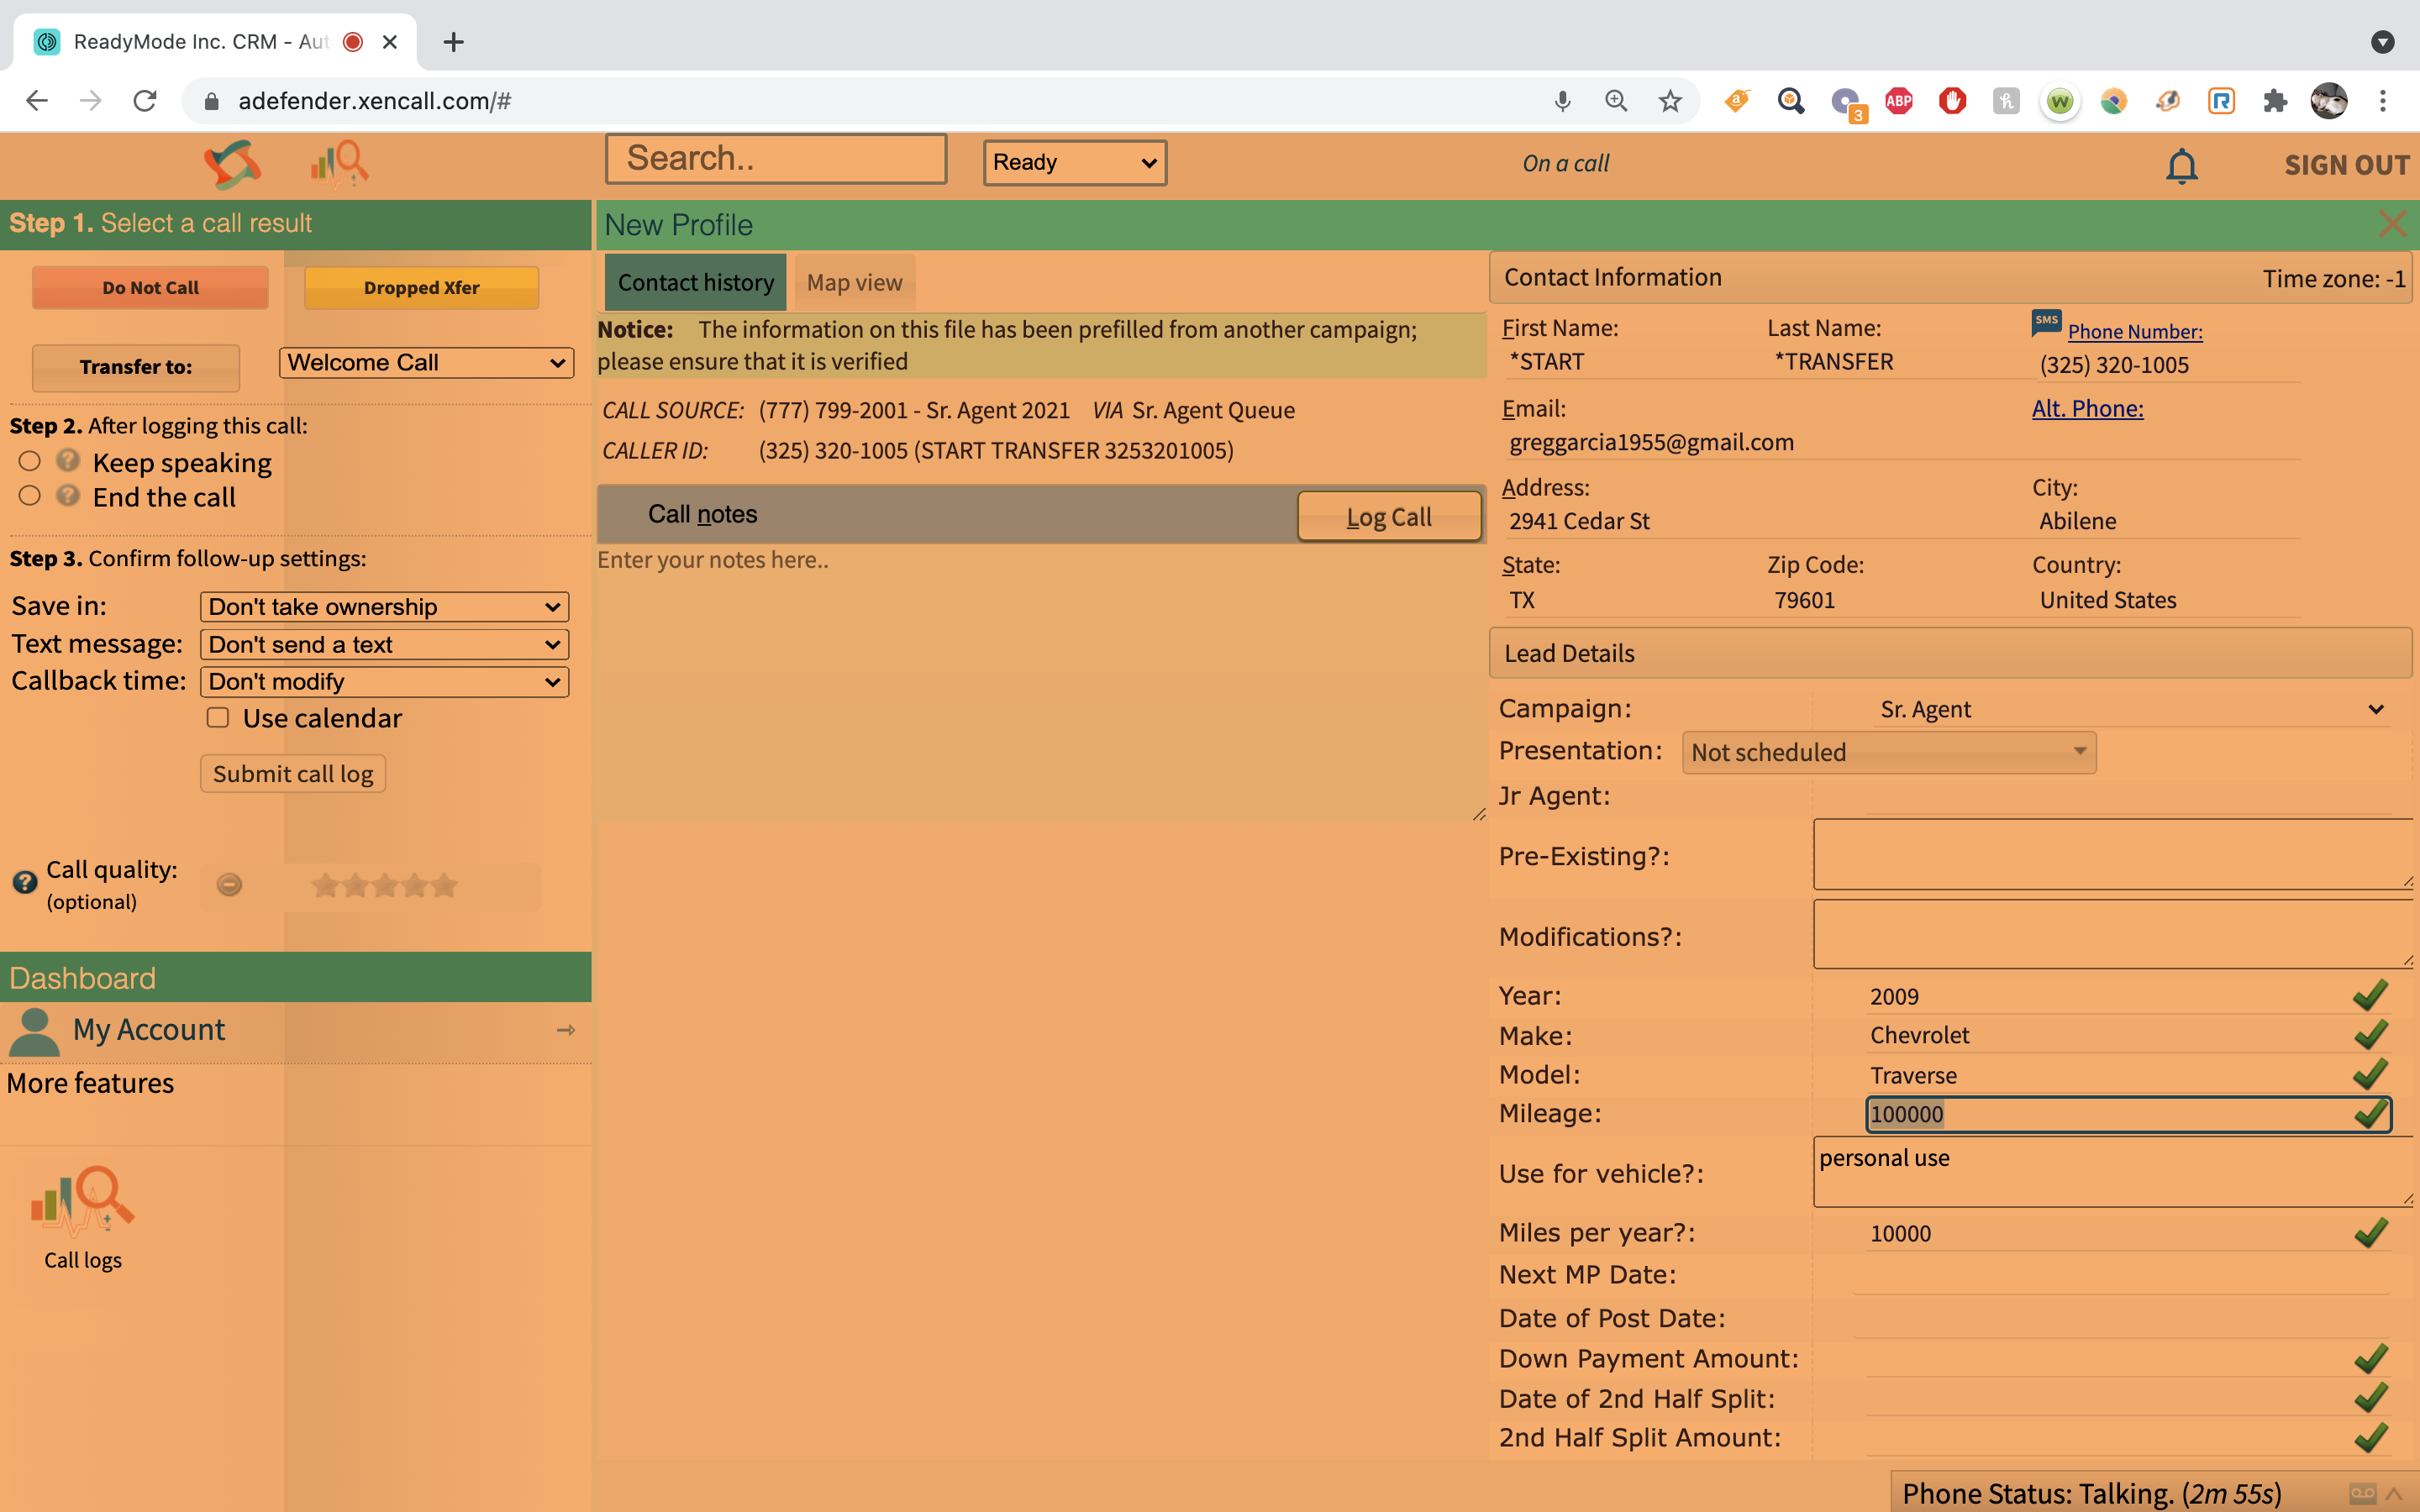 ReadyMode Inc. CRM - Aut
adefender.xencall.com/#
3
ABP
Search..
Ready
On a call
SIGN OUT
Step 1. Select a call result
Do Not Call
Dropped Xfer
Transfer to:
Welcome Call
Step 2. After logging this call:
Keep speaking
End the call
Step 3. Confirm follow-up settings:
Save in:
Don't take ownership
Text message:
Don't send a text
Callback time:
Don't modify
Use calendar
Submit call log
Call quality:
(optional)
Dashboard
My Account
More features
Call logs
New Profile
Contact history
Map view
Notice: The information on this file has been prefilled from another campaign;
please ensure that it is verified
CALL SOURCE: (777) 799-2001 - Sr. Agent 2021 VIA Sr. Agent Queue
CALLER ID: (325) 320-1005 (START TRANSFER 3253201005)
Call notes
Log Call
Enter your notes here..
Contact Information
Time zone: -1
First Name:
*START
Last Name:
*TRANSFER
SMS
Phone Number:
(325) 320-1005
Email:
greggarcia1955@gmail.com
Alt. Phone:
Address:
2941 Cedar St
City:
Abilene
State:
TX
Zip Code:
79601
Country:
United States
Lead Details
Campaign:
Sr. Agent
Presentation:
Not scheduled
Jr Agent:
Pre-Existing?:
Modifications?:
Year:
2009
Make:
Chevrolet
Model:
Traverse
Mileage:
100000
Use for vehicle?:
personal use
Miles per year?:
10000
Next MP Date:
Date of Post Date:
Down Payment Amount:
Date of 2nd Half Split:
2nd Half Split Amount:
Phone Status: Talking. (2m 55s)